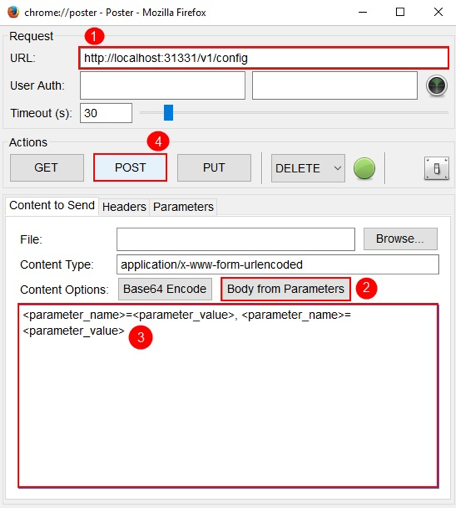 chrome://poster - Poster - Mozilla Firefox
Request
1
URL: http://localhost:31331/v1/config
User Auth:
Timeout (s): 30
4
Actions
GET POST PUT DELETE
Content to Send Headers Parameters
File: Browse...
Content Type: application/x-www-form-urlencoded
Content Options: Base64 Encode Body from Parameters 2
<parameter_name>=<parameter_value>, <parameter_name>=
<parameter_value> 3